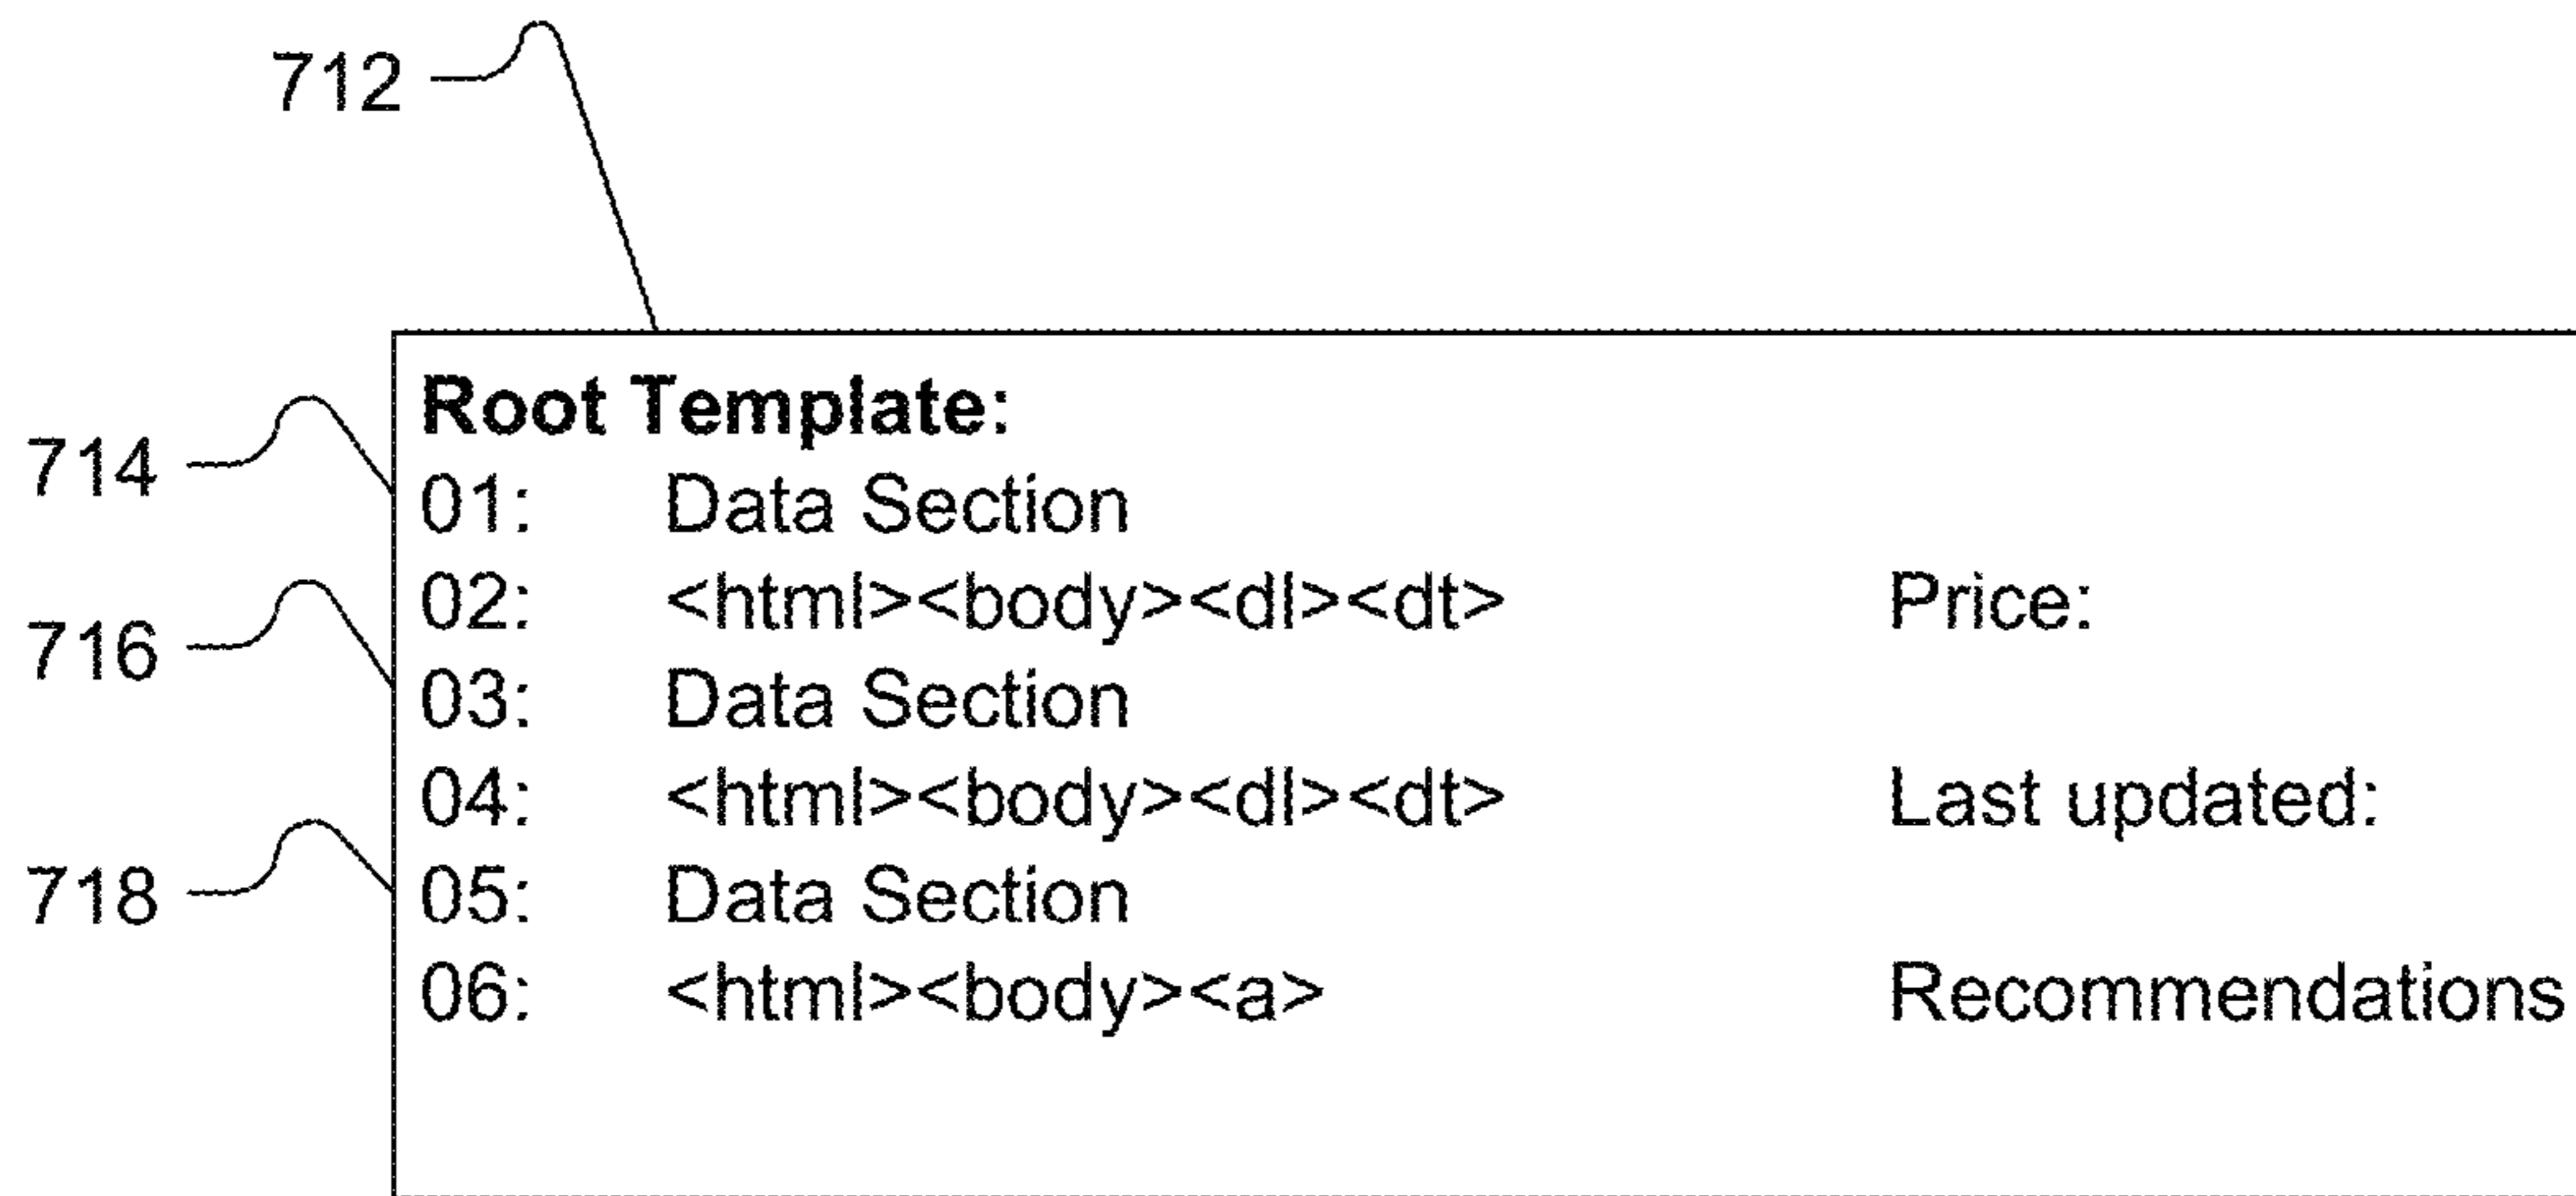 712
Root Template:
714
01: Data Section
02: <html><body><dl><dt> Price:
716
03: Data Section
04: <html><body><dl><dt> Last updated:
718
05: Data Section
06: <html><body><a> Recommendations